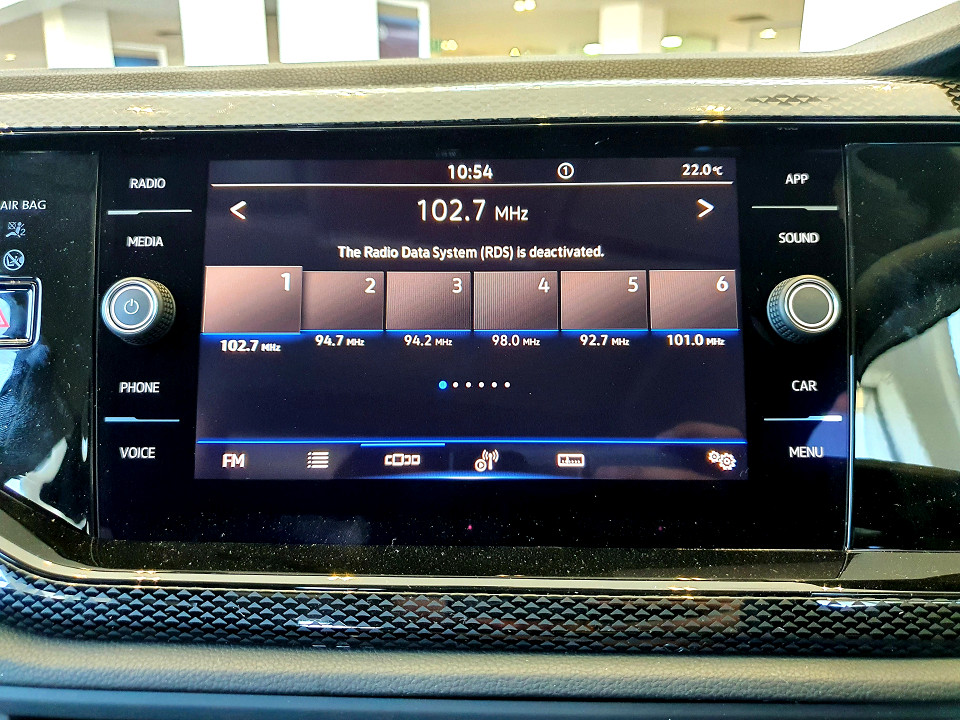 10:54 1 22.0°C
RADIO
APP
AIR BAG
< 102.7 MHz >
MEDIA
SOUND
The Radio Data System (RDS) is deactivated.
1 2 3 4 5 6
102.7 MHz 94.7 MHz 94.2 MHz 98.0 MHz 92.7 MHz 101.0 MHz
PHONE
CAR
VOICE
FM
MENU